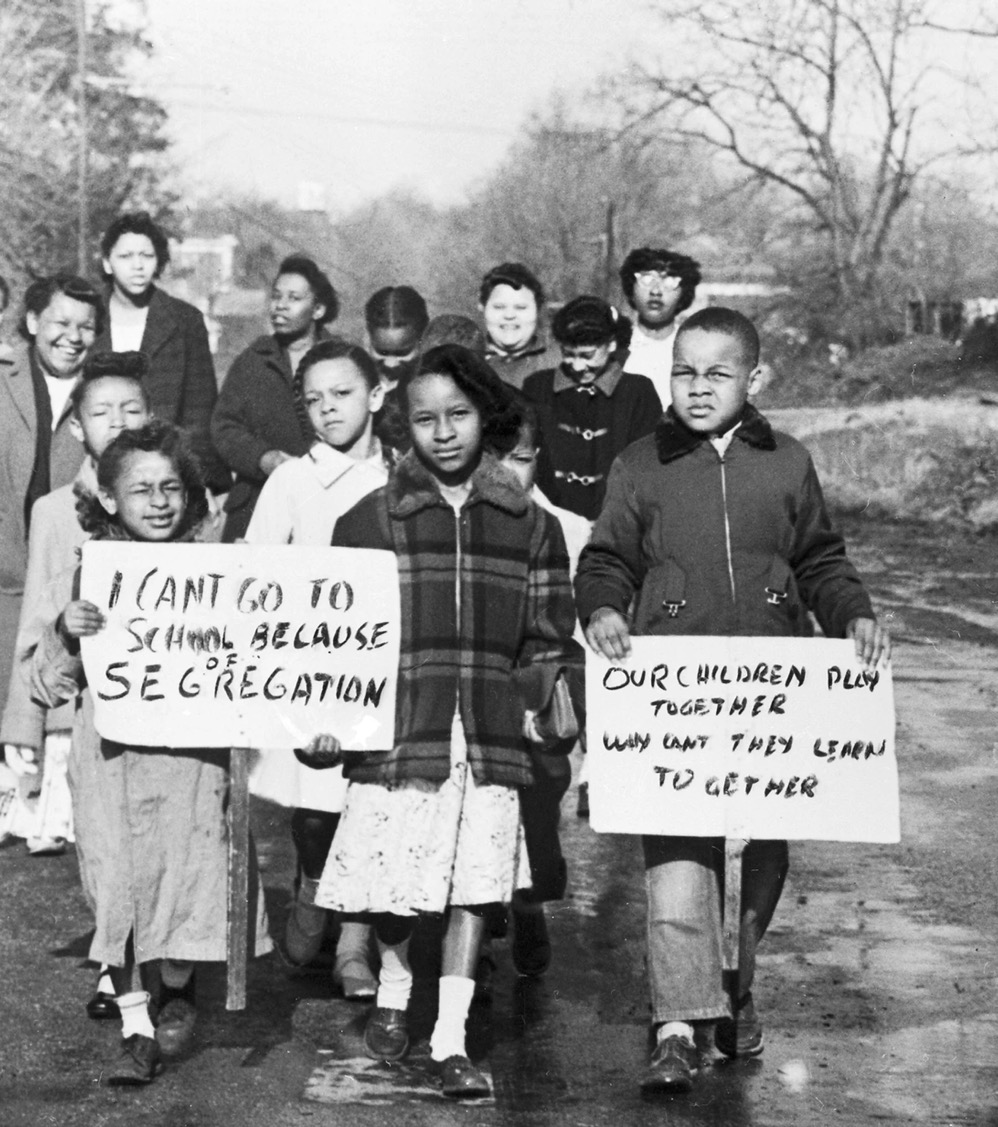 I CANT GO TO
SCHOOL BECAUSE
OF
SEGREGATION
OUR CHILDREN PLAY
TOGETHER
WHY CANT THEY LEARN
TO GETHER